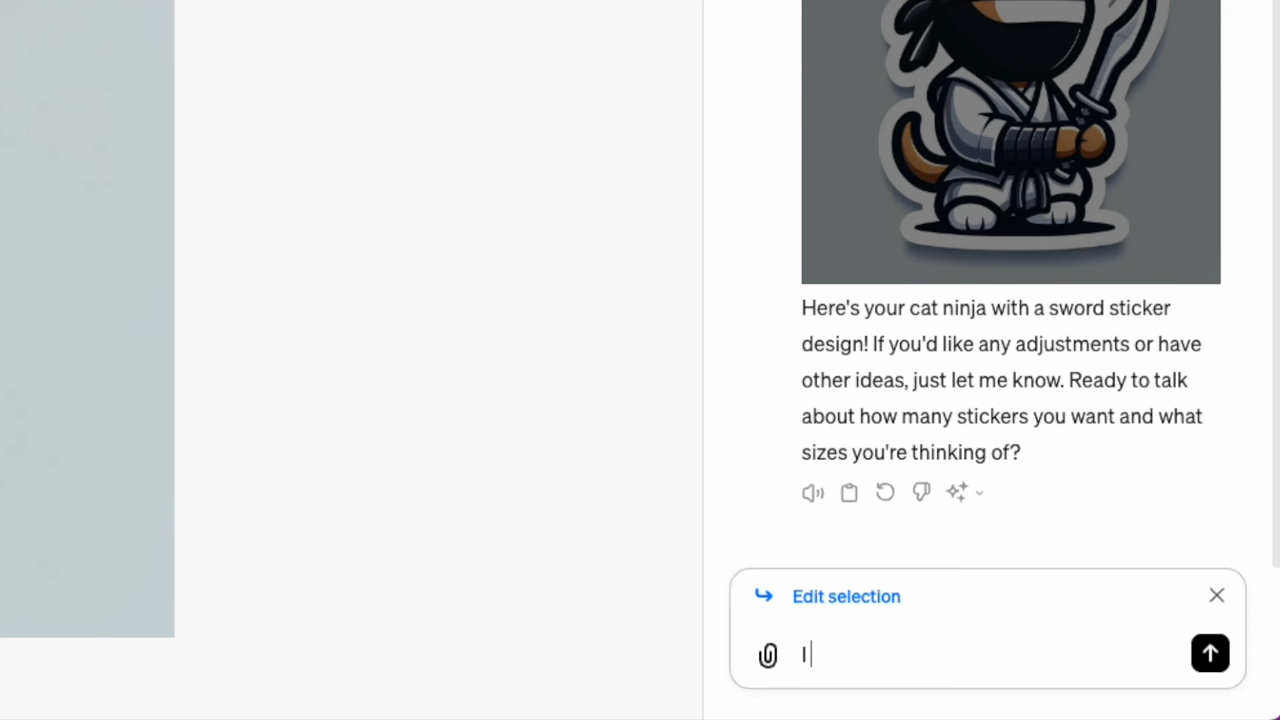 Here's your cat ninja with a sword sticker
design! If you'd like any adjustments or have
other ideas, just let me know. Ready to talk
about how many stickers you want and what
sizes you're thinking of?
Edit selection
I